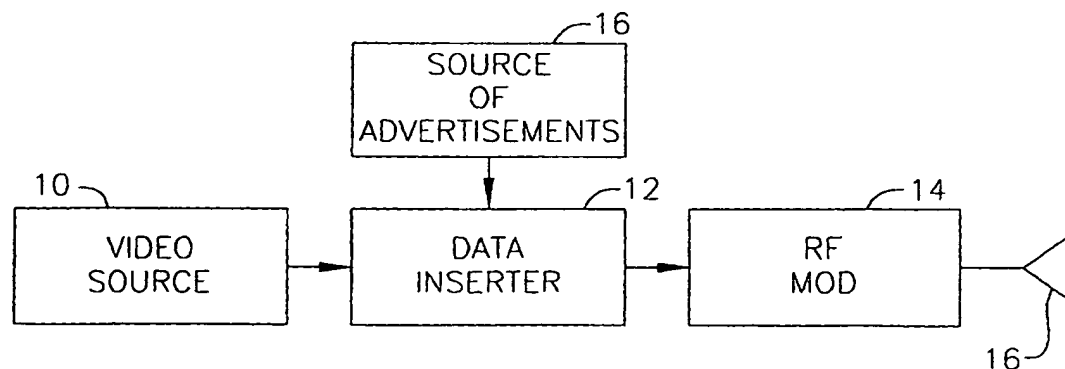 16
SOURCE
OF
ADVERTISEMENTS
10
12
14
VIDEO
SOURCE
DATA
INSERTER
RF
MOD
16